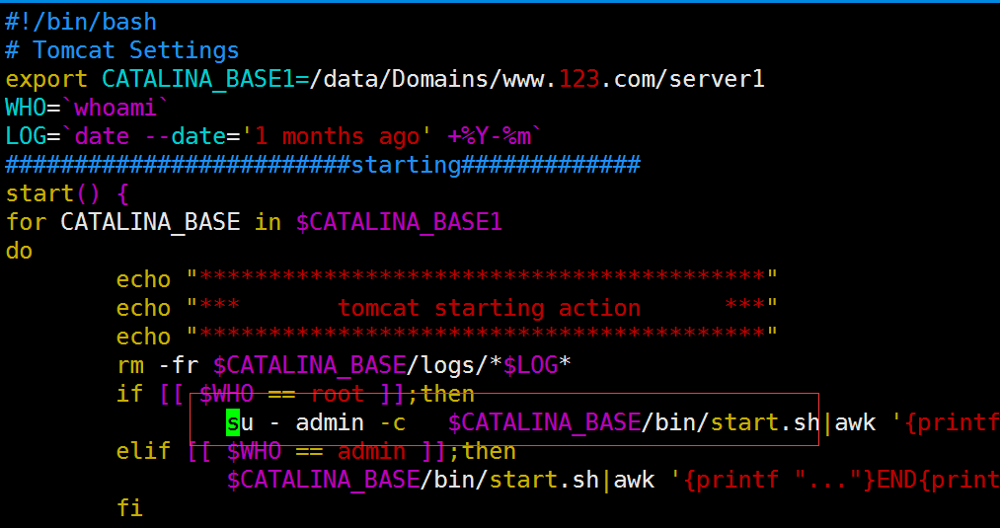 #!/bin/bash
# Tomcat Settings
export CATALINA_BASE1=/data/Domains/www.123.com/server1
WHO=`whoami`
LOG=`date --date='1 months ago' +%Y-%m`
#########################starting#############
start() {
for CATALINA_BASE in $CATALINA_BASE1
do
        echo "*****************************************"
        echo "***       tomcat starting action      ***"
        echo "*****************************************"
        rm -fr $CATALINA_BASE/logs/*$LOG*
        if [[ $WHO == root ]];then
                su - admin -c   $CATALINA_BASE/bin/start.sh|awk '{printf
        elif [[ $WHO == admin ]];then
                $CATALINA_BASE/bin/start.sh|awk '{printf "..."}END{print
        fi